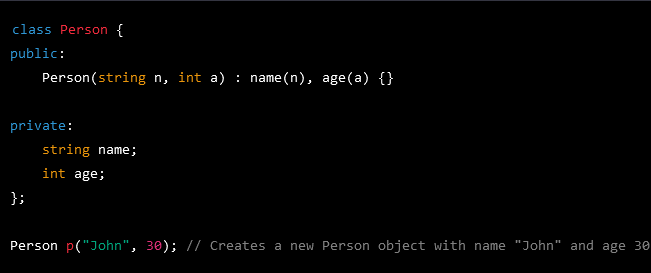 class Person {
public:
    Person(string n, int a) : name(n), age(a) {}

private:
    string name;
    int age;
};

Person p("John", 30); // Creates a new Person object with name "John" and age 30